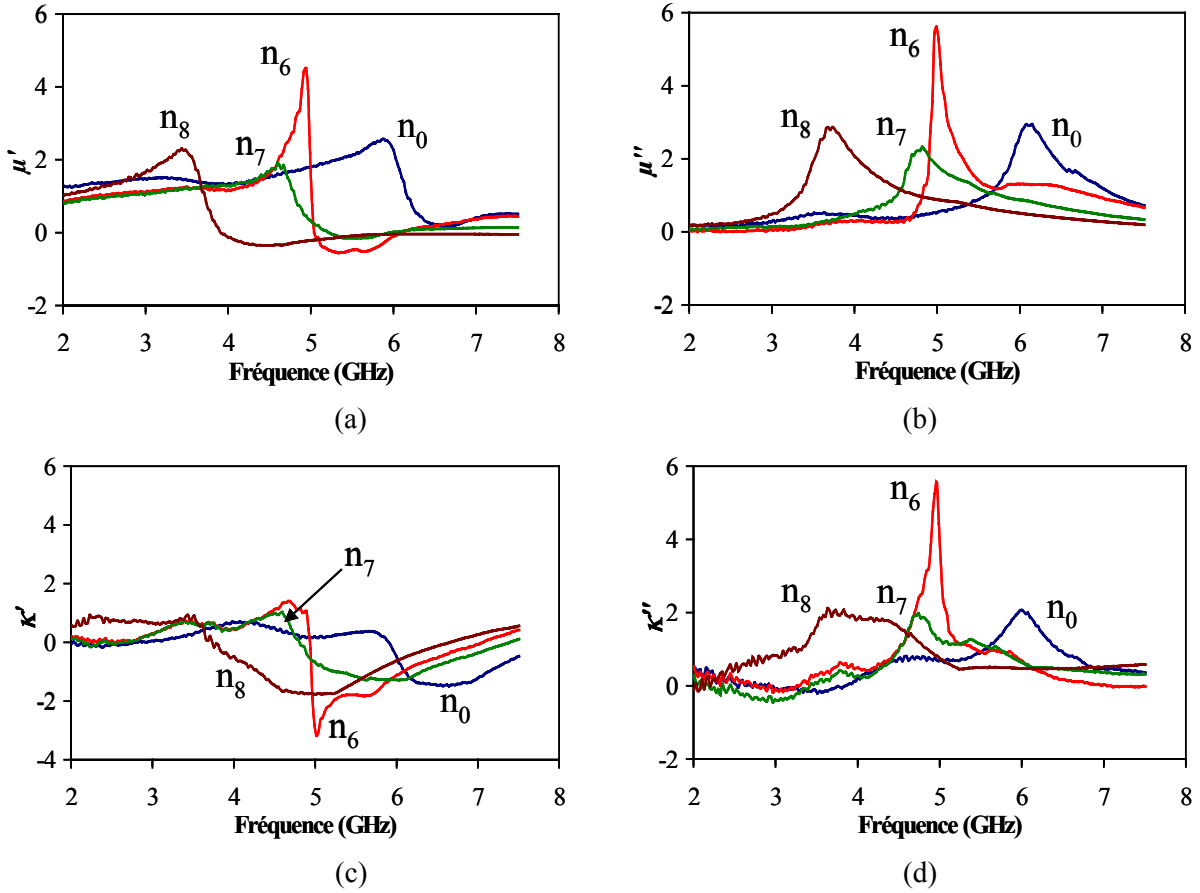 6
4
2
0
-2
μ'
n₈
n₇
n₆
n₀
2 3 4 5 6 7 8
Fréquence (GHz)
(a)
6
4
2
0
-2
μ''
n₈
n₇
n₆
n₀
2 3 4 5 6 7 8
Fréquence (GHz)
(b)
6
4
2
0
-2
-4
κ'
n₇
n₈
n₆
n₀
2 3 4 5 6 7 8
Fréquence (GHz)
(c)
6
4
2
0
-2
κ''
n₆
n₈
n₇
n₀
2 3 4 5 6 7 8
Fréquence (GHz)
(d)